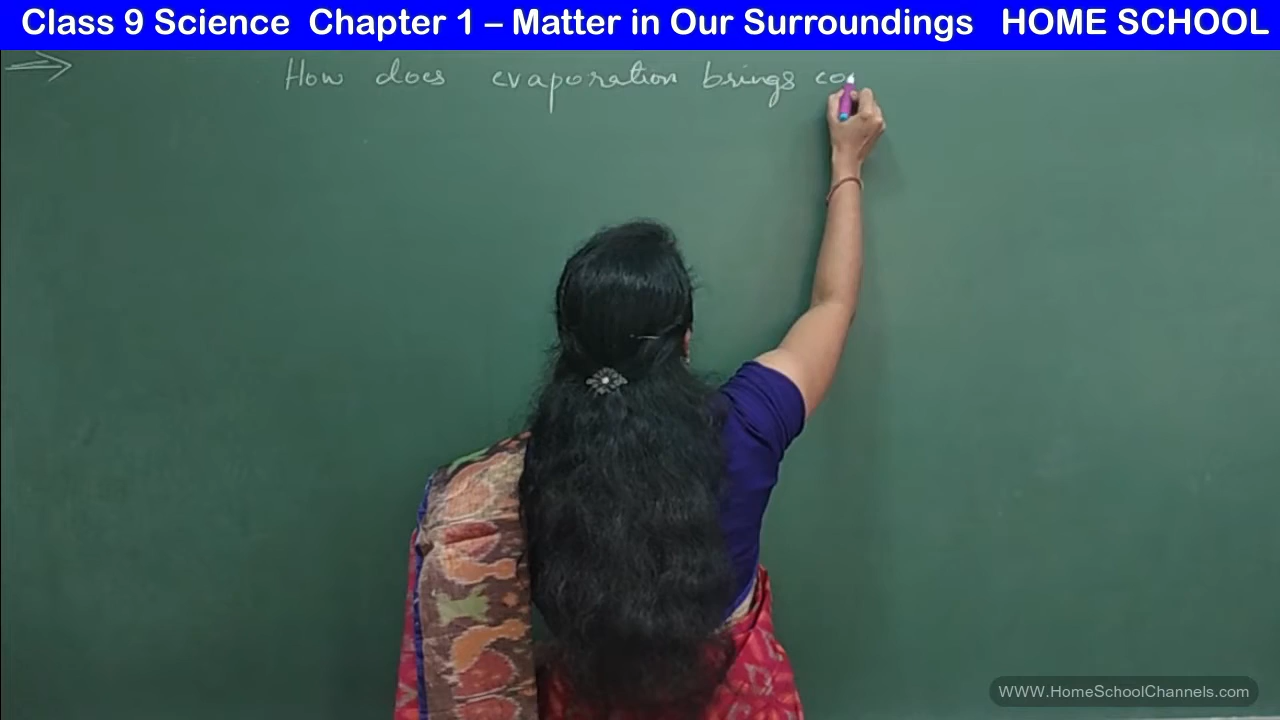 Class 9 Science Chapter 1 – Matter in Our Surroundings HOME SCHOOL
How does evaporation brings
WWW.HomeSchoolChannels.com